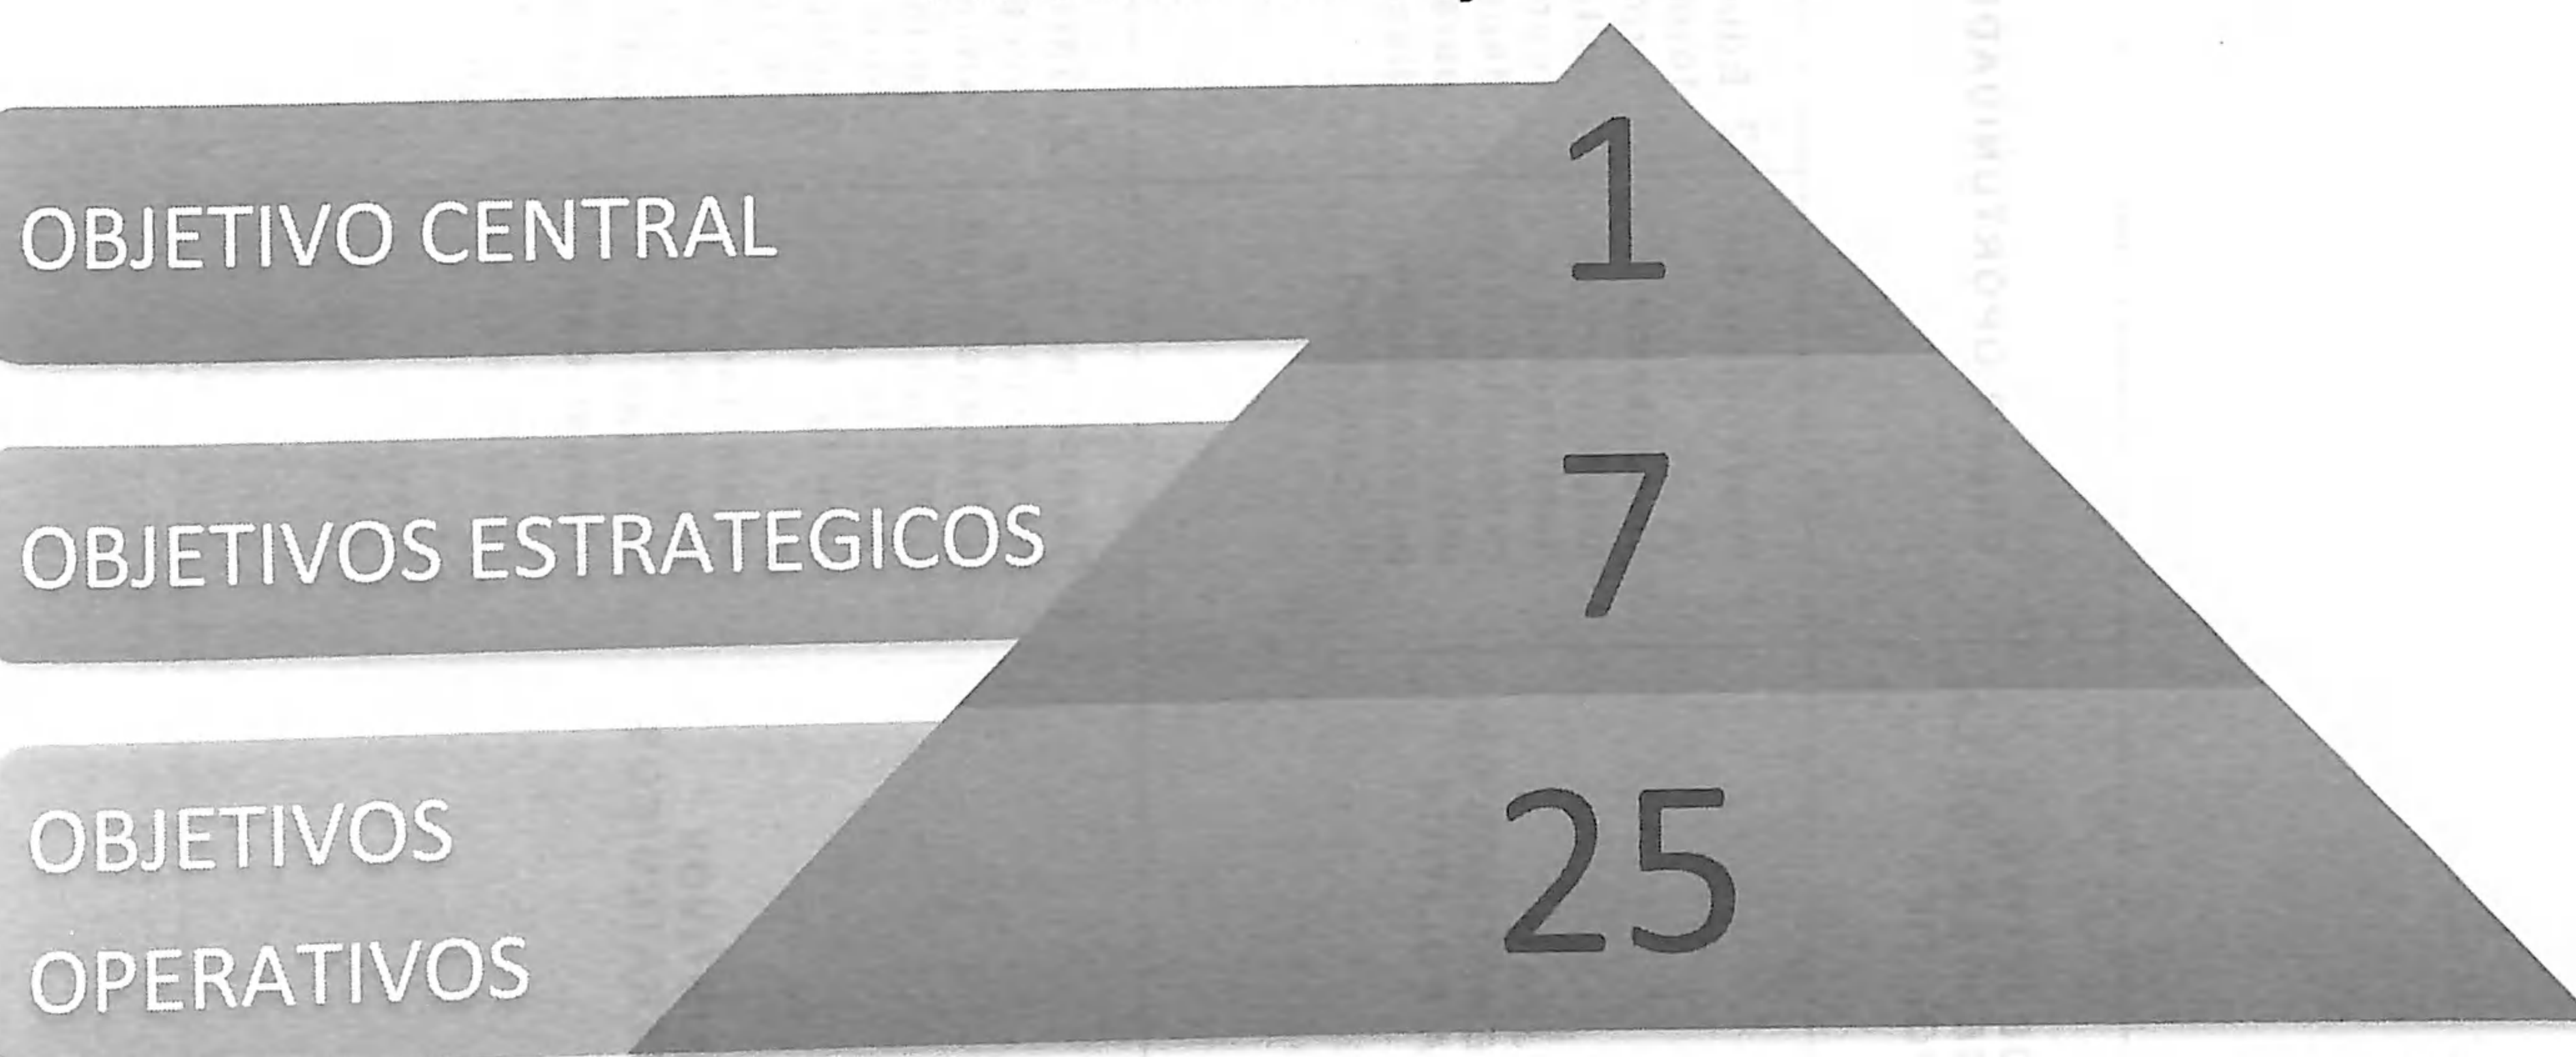 OBJETIVO CENTRAL
1
OBJETIVOS ESTRATEGICOS
7
OBJETIVOS
OPERATIVOS
25